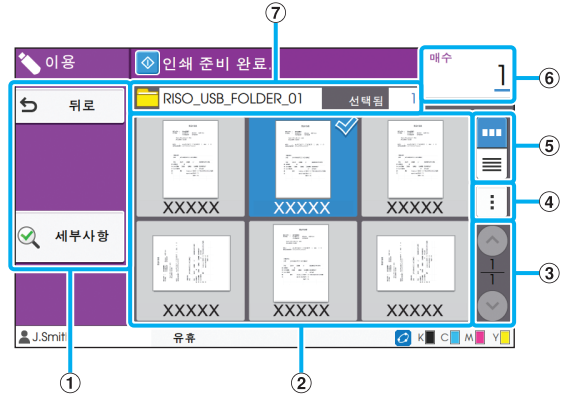 ⑦
이용
인쇄 준비 완료.
매수
1
⑥
뒤로
RISO_USB_FOLDER_01
선택됨
1
⑤
XXXXX
XXXXX
XXXXX
④
세부사항
1
1
③
XXXXX
XXXXX
XXXXX
J.Smit
유휴
K
C
M
Y
①
②